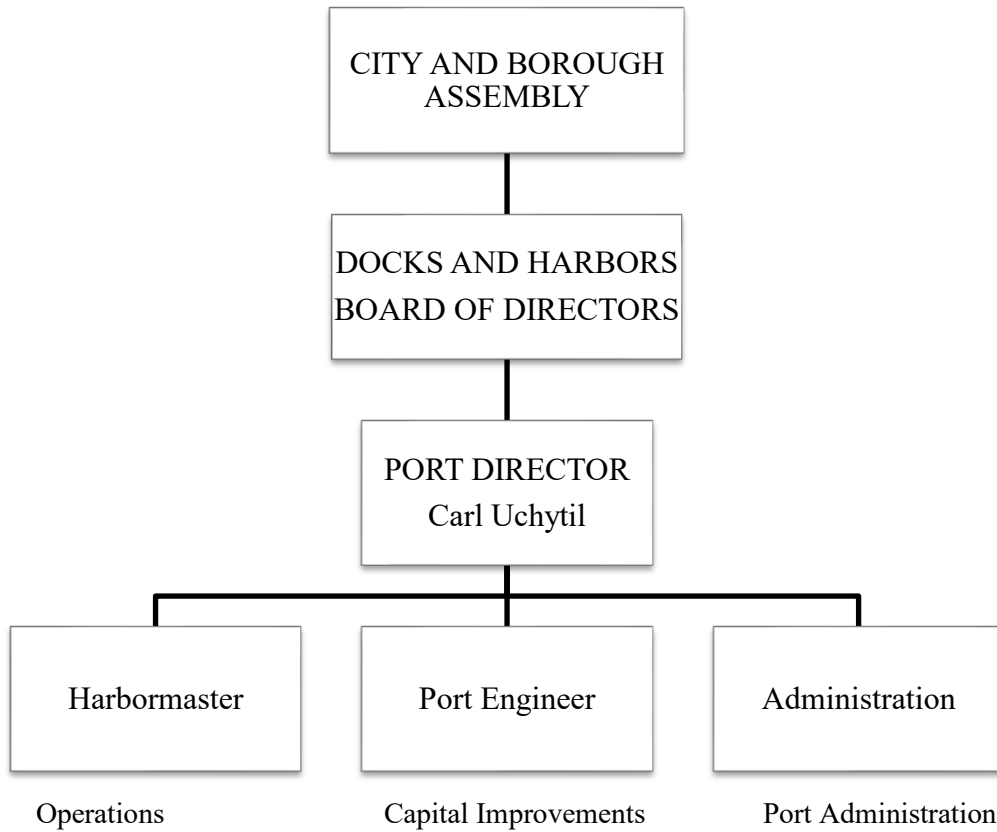 CITY AND BOROUGH
ASSEMBLY
DOCKS AND HARBORS
BOARD OF DIRECTORS
PORT DIRECTOR
Carl Uchytil
Harbormaster
Port Engineer
Administration
Operations
Capital Improvements
Port Administration